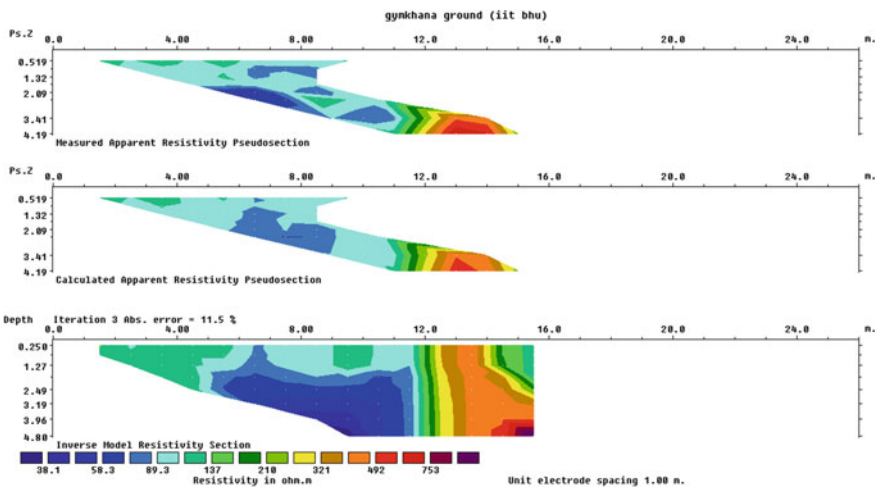 gymkhana ground (iit bhu)
Ps.Z 0.0 4.00 8.00 12.0 16.0 20.0 24.0 m.
0.519
1.32
2.09
3.41
4.19
Measured Apparent Resistivity Pseudosection
Ps.Z 0.0 4.00 8.00 12.0 16.0 20.0 24.0 m.
0.519
1.32
2.09
3.41
4.19
Calculated Apparent Resistivity Pseudosection
Depth Iteration 3 Abs. error = 11.5 %
0.0 4.00 8.00 12.0 16.0 20.0 24.0 m.
0.250
1.27
2.49
3.19
3.96
4.80
Inverse Model Resistivity Section
38.1 58.3 89.3 137 210 321 492 753
Resistivity in ohm.m Unit electrode spacing 1.00 m.